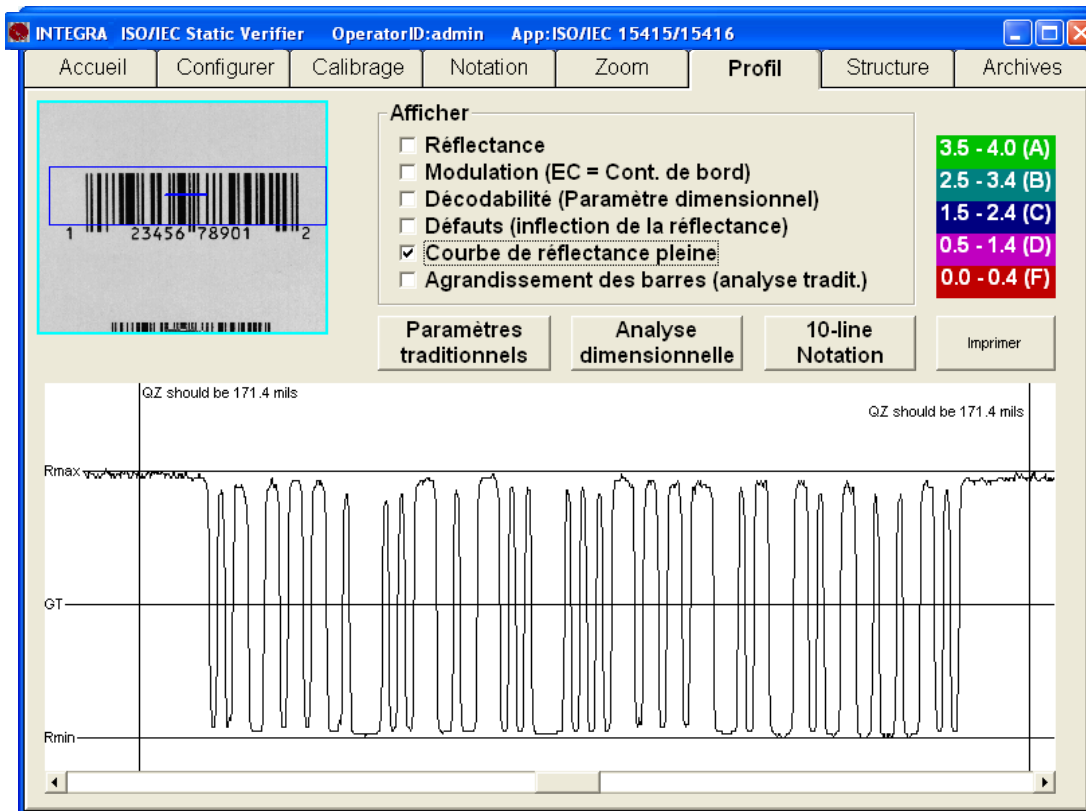 INTEGRA ISO/IEC Static Verifier OperatorID:admin App:ISO/IEC 15415/15416
Accueil Configurer Calibrage Notation Zoom Profil Structure Archives
1 23456 78901 2
Afficher
Réflectance
Modulation (EC = Cont. de bord)
Décodabilité (Paramètre dimensionnel)
Défauts (inflection de la réflectance)
Courbe de réflectance pleine
Agrandissement des barres (analyse tradit.)
3.5 - 4.0 (A)
2.5 - 3.4 (B)
1.5 - 2.4 (C)
0.5 - 1.4 (D)
0.0 - 0.4 (F)
Paramètres
traditionnels
Analyse
dimensionnelle
10-line
Notation
Imprimer
QZ should be 171.4 mils
QZ should be 171.4 mils
Rmax
GT
Rmin